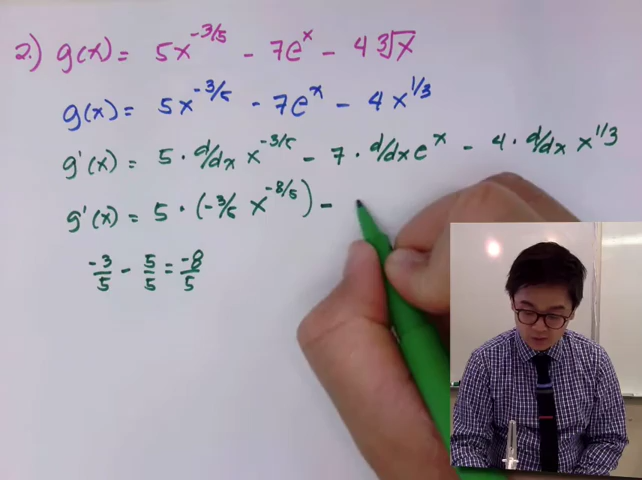 2.) g(x) = 5x^-3/5 - 7e^x - 4 ∛x
g(x) = 5x^-3/5 - 7e^x - 4x^1/3
g'(x) = 5 · d/dx x^-3/5 - 7 · d/dx e^x - 4 · d/dx x^1/3
g'(x) = 5 · (-3/5 x^-8/5) -
-3/5 - 5/5 = -8/5